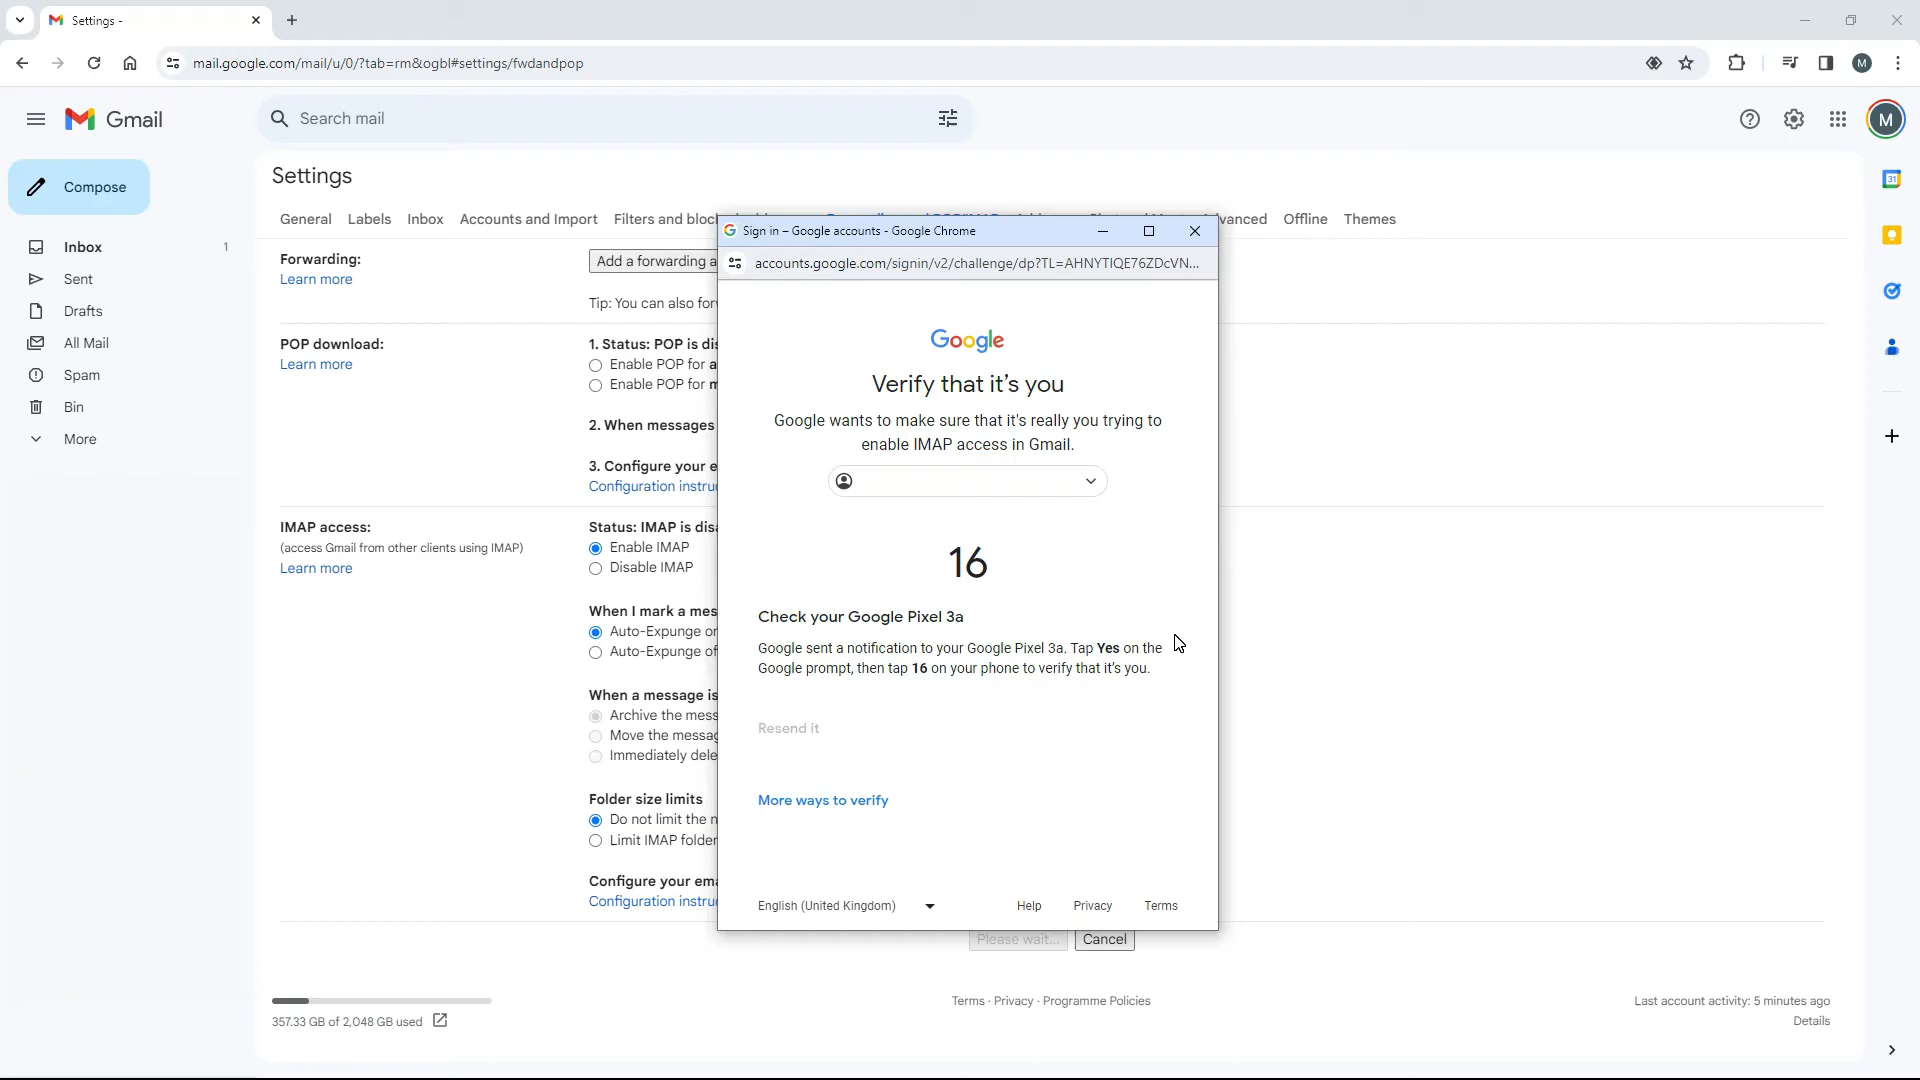 Settings -
mail.google.com/mail/u/0/?tab=rm&ogbl#settings/fwdandpop
M
Gmail
Search mail
M
Compose
Inbox 1
Sent
Drafts
All Mail
Spam
Bin
More
Settings
General Labels Inbox Accounts and Import Filters and bloc vanced Offline Themes
Forwarding:
Learn more
Add a forwarding a
Tip: You can also for
POP download:
Learn more
1. Status: POP is dis
Enable POP for a
Enable POP for m
2. When messages
3. Configure your e
Configuration instru
IMAP access:
(access Gmail from other clients using IMAP)
Learn more
Status: IMAP is disa
Enable IMAP
Disable IMAP
When I mark a mes
Auto-Expunge on
Auto-Expunge of
When a message is
Archive the mess
Move the messag
Immediately dele
Folder size limits
Do not limit the n
Limit IMAP folder
Configure your ema
Configuration instru
Sign in – Google accounts - Google Chrome
accounts.google.com/signin/v2/challenge/dp?TL=AHNYTIQE76ZDcVN...
Google
Verify that it's you
Google wants to make sure that it's really you trying to
enable IMAP access in Gmail.
16
Check your Google Pixel 3a
Google sent a notification to your Google Pixel 3a. Tap Yes on the
Google prompt, then tap 16 on your phone to verify that it's you.
Resend it
More ways to verify
English (United Kingdom) Help Privacy Terms
Please wait... Cancel
357.33 GB of 2,048 GB used
Terms · Privacy · Programme Policies
Last account activity: 5 minutes ago
Details
31